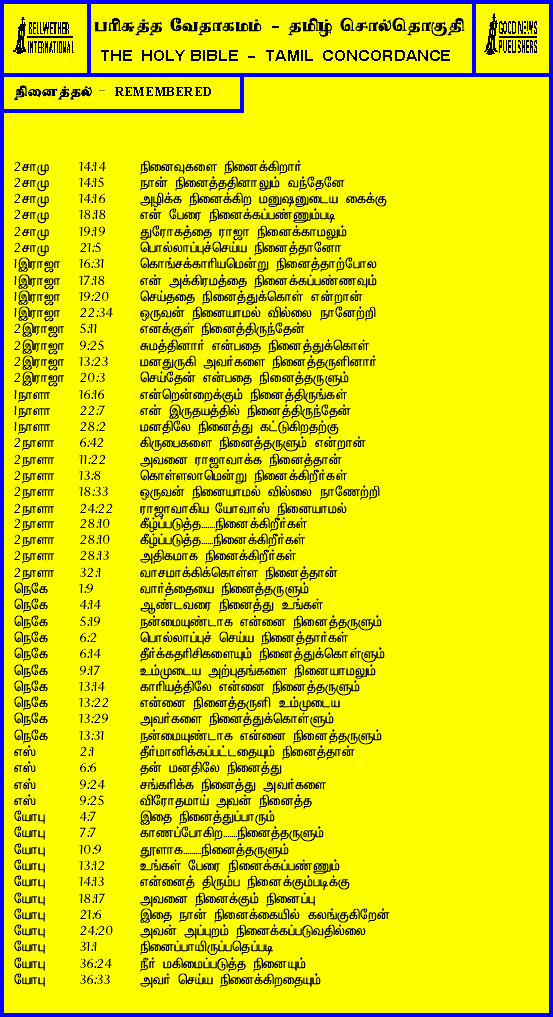 BELLWETHER
INTERNATIONAL
பரிசுத்த வேதாகமம் - தமிழ் சொல்தொகுதி
THE HOLY BIBLE - TAMIL CONCORDANCE
GOOD NEWS
PUBLISHERS
நினைத்தல் - REMEMBERED
2சாமு 14:14 நினைவுகளை நினைக்கிறார்
2சாமு 14:15 நான் நினைத்ததினாலும் வந்தேனே
2சாமு 14:16 அழிக்க நினைக்கிற மனுஷனுடைய கைக்கு
2சாமு 18:18 என் பேரை நினைக்கப்பண்ணும்படி
2சாமு 19:19 துரோகத்தை ராஜா நினைக்காமலும்
2சாமு 21:5 பொல்லாப்புச்செய்ய நினைத்தானோ
1இராஜா 16:31 கொங்சக்காரியமென்று நினைத்தாற்போல
1இராஜா 17:18 என் அக்கிரமத்தை நினைக்கப்பண்ணவும்
1இராஜா 19:20 செய்ததை நினைத்துக்கொள் என்றான்
1இராஜா 22:34 ஒருவன் நினையாமல் வில்லை நானேற்றி
2இராஜா 5:11 எனக்குள் நினைத்திருந்தேன்
2இராஜா 9:25 சுமத்தினார் என்பதை நினைத்துக்கொள்
2இராஜா 13:23 மனதுருகி அவர்களை நினைத்தருளினார்
2இராஜா 20:3 செய்தேன் என்பதை நினைத்தருளும்
1நாளா 16:16 என்றென்றைக்கும் நினைத்திருங்கள்
1நாளா 22:7 என் இருதயத்தில் நினைத்திருந்தேன்
1நாளா 28:2 மனதிலே நினைத்து கட்டுகிறதற்கு
2நாளா 6:42 கிருபைகளை நினைத்தருளும் என்றான்
2நாளா 11:22 அவனை ராஜாவாக்க நினைத்தான்
2நாளா 13:8 கொள்ளலாமென்று நினைக்கிறீர்கள்
2நாளா 18:33 ஒருவன் நினையாமல் வில்லை நாணேற்றி
2நாளா 24:22 ராஜாவாகிய யோவாஸ் நினையாமல்
2நாளா 28:10 கீழ்ப்படுத்த......நினைக்கிறீர்கள்
2நாளா 28:10 கீழ்ப்படுத்த......நினைக்கிறீர்கள்
2நாளா 28:13 அதிகமாக நினைக்கிறீர்கள்
2நாளா 32:1 வாசமாக்கிக்கொள்ள நினைத்தான்
நெகே 1:9 வார்த்தையை நினைத்தருளும்
நெகே 4:14 ஆண்டவரை நினைத்து உங்கள்
நெகே 5:19 நன்மையுண்டாக என்னை நினைத்தருளும்
நெகே 6:2 பொல்லாப்புச் செய்ய நினைத்தார்கள்
நெகே 6:14 தீர்க்கதரிசிகளையும் நினைத்துக்கொள்ளும்
நெகே 9:17 உம்முடைய அற்புதங்களை நினையாமலும்
நெகே 13:14 காரியத்திலே என்னை நினைத்தருளும்
நெகே 13:22 என்னை நினைத்தருளி உம்முடைய
நெகே 13:29 அவர்களை நினைத்துக்கொள்ளும்
நெகே 13:31 நன்மையுண்டாக என்னை நினைத்தருளும்
எஸ் 2:1 தீர்மானிக்கப்பட்டதையும் நினைத்தான்
எஸ் 6:6 தன் மனதிலே நினைத்து
எஸ் 9:24 சங்கரிக்க நினைத்து அவர்களை
எஸ் 9:25 விரோதமாய் அவன் நினைத்த
யோபு 4:7 இதை நினைத்துப்பாரும்
யோபு 7:7 காணப்போகிற......நினைத்தருளும்
யோபு 10:9 தூளாக........நினைத்தருளும்
யோபு 13:12 உங்கள் பேரை நினைக்கப்பண்ணும்
யோபு 14:13 என்னைத் திரும்ப நினைக்கும்படிக்கு
யோபு 18:17 அவனை நினைக்கும் நினைப்பு
யோபு 21:6 இதை நான் நினைக்கையில் கலங்குகிறேன்
யோபு 24:20 அவன் அப்புறம் நினைக்கப்படுவதில்லை
யோபு 31:1 நினைப்பாயிருப்பதெப்படி
யோபு 36:24 நீர் மகிமைப்படுத்த நினையும்
யோபு 36:33 அவர் செய்ய நினைக்கிறதையும்